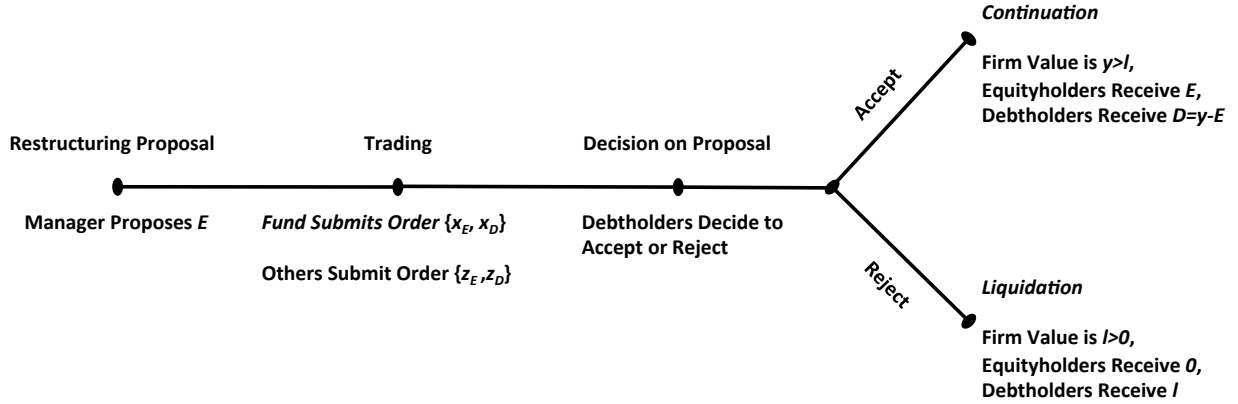 Continuation
Firm Value is y>l,
Equityholders Receive E,
Debtholders Receive D=y-E
Accept
Restructuring Proposal
Trading
Decision on Proposal
Manager Proposes E
Fund Submits Order {x_E, x_D}
Others Submit Order {z_E,z_D}
Debtholders Decide to
Accept or Reject
Reject
Liquidation
Firm Value is l>0,
Equityholders Receive 0,
Debtholders Receive l